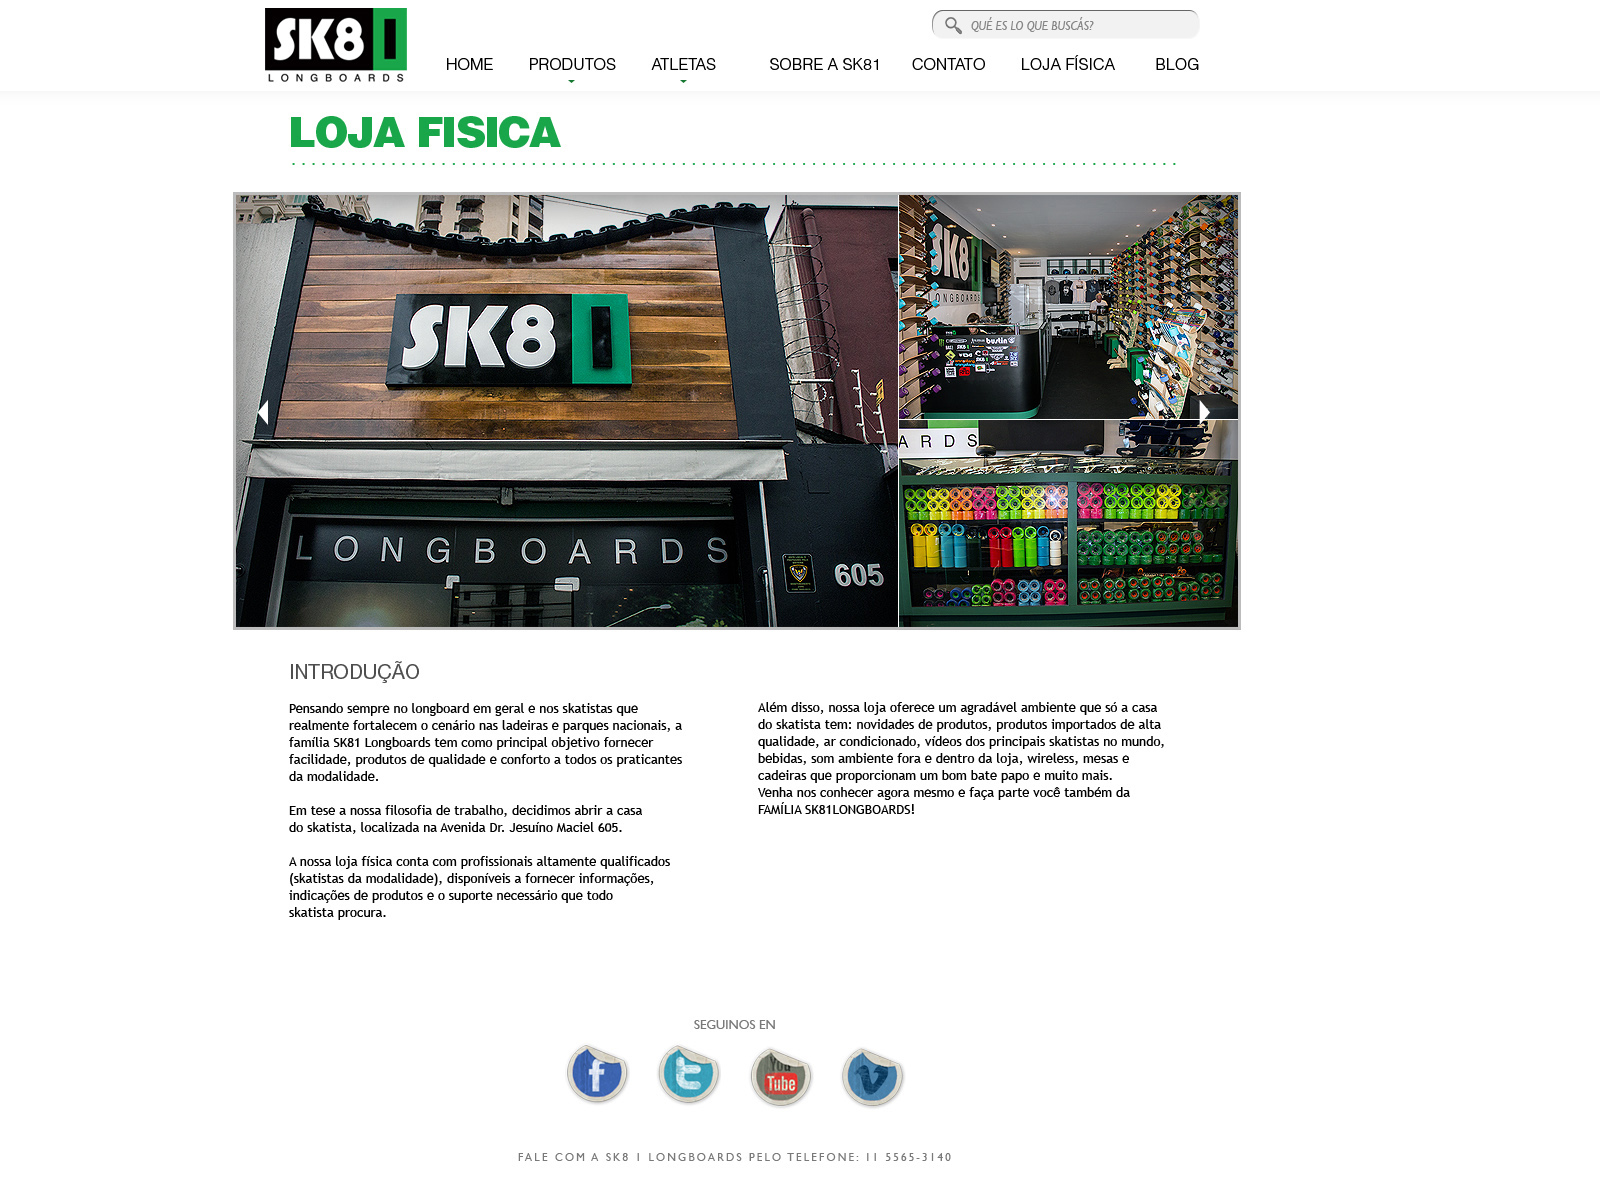 SK8
LONGBOARDS
QUÉ ES LO QUE BUSCÁS?
HOME
PRODUTOS
ATLETAS
SOBRE A SK81
CONTATO
LOJA FÍSICA
BLOG
LOJA FISICA
SK8
LONGBOARDS
605
SK8
LONGBOARDS
bustin
SK8
ARDS
INTRODUÇÃO
Pensando sempre no longboard em geral e nos skatistas que
realmente fortalecem o cenário nas ladeiras e parques nacionais, a
família SK81 Longboards tem como principal objetivo fornecer
facilidade, produtos de qualidade e conforto a todos os praticantes
da modalidade.
Em tese a nossa filosofia de trabalho, decidimos abrir a casa
do skatista, localizada na Avenida Dr. Jesuíno Maciel 605.
A nossa loja física conta com profissionais altamente qualificados
(skatistas da modalidade), disponíveis a fornecer informações,
indicações de produtos e o suporte necessário que todo
skatista procura.
Além disso, nossa loja oferece um agradável ambiente que só a casa
do skatista tem: novidades de produtos, produtos importados de alta
qualidade, ar condicionado, vídeos dos principais skatistas no mundo,
bebidas, som ambiente fora e dentro da loja, wireless, mesas e
cadeiras que proporcionam um bom bate papo e muito mais.
Venha nos conhecer agora mesmo e faça parte você também da
FAMÍLIA SK81LONGBOARDS!
SEGUINOS EN
f
t
You
Tube
v
FALE COM A SK8 1 LONGBOARDS PELO TELEFONE: 11 5565-3140